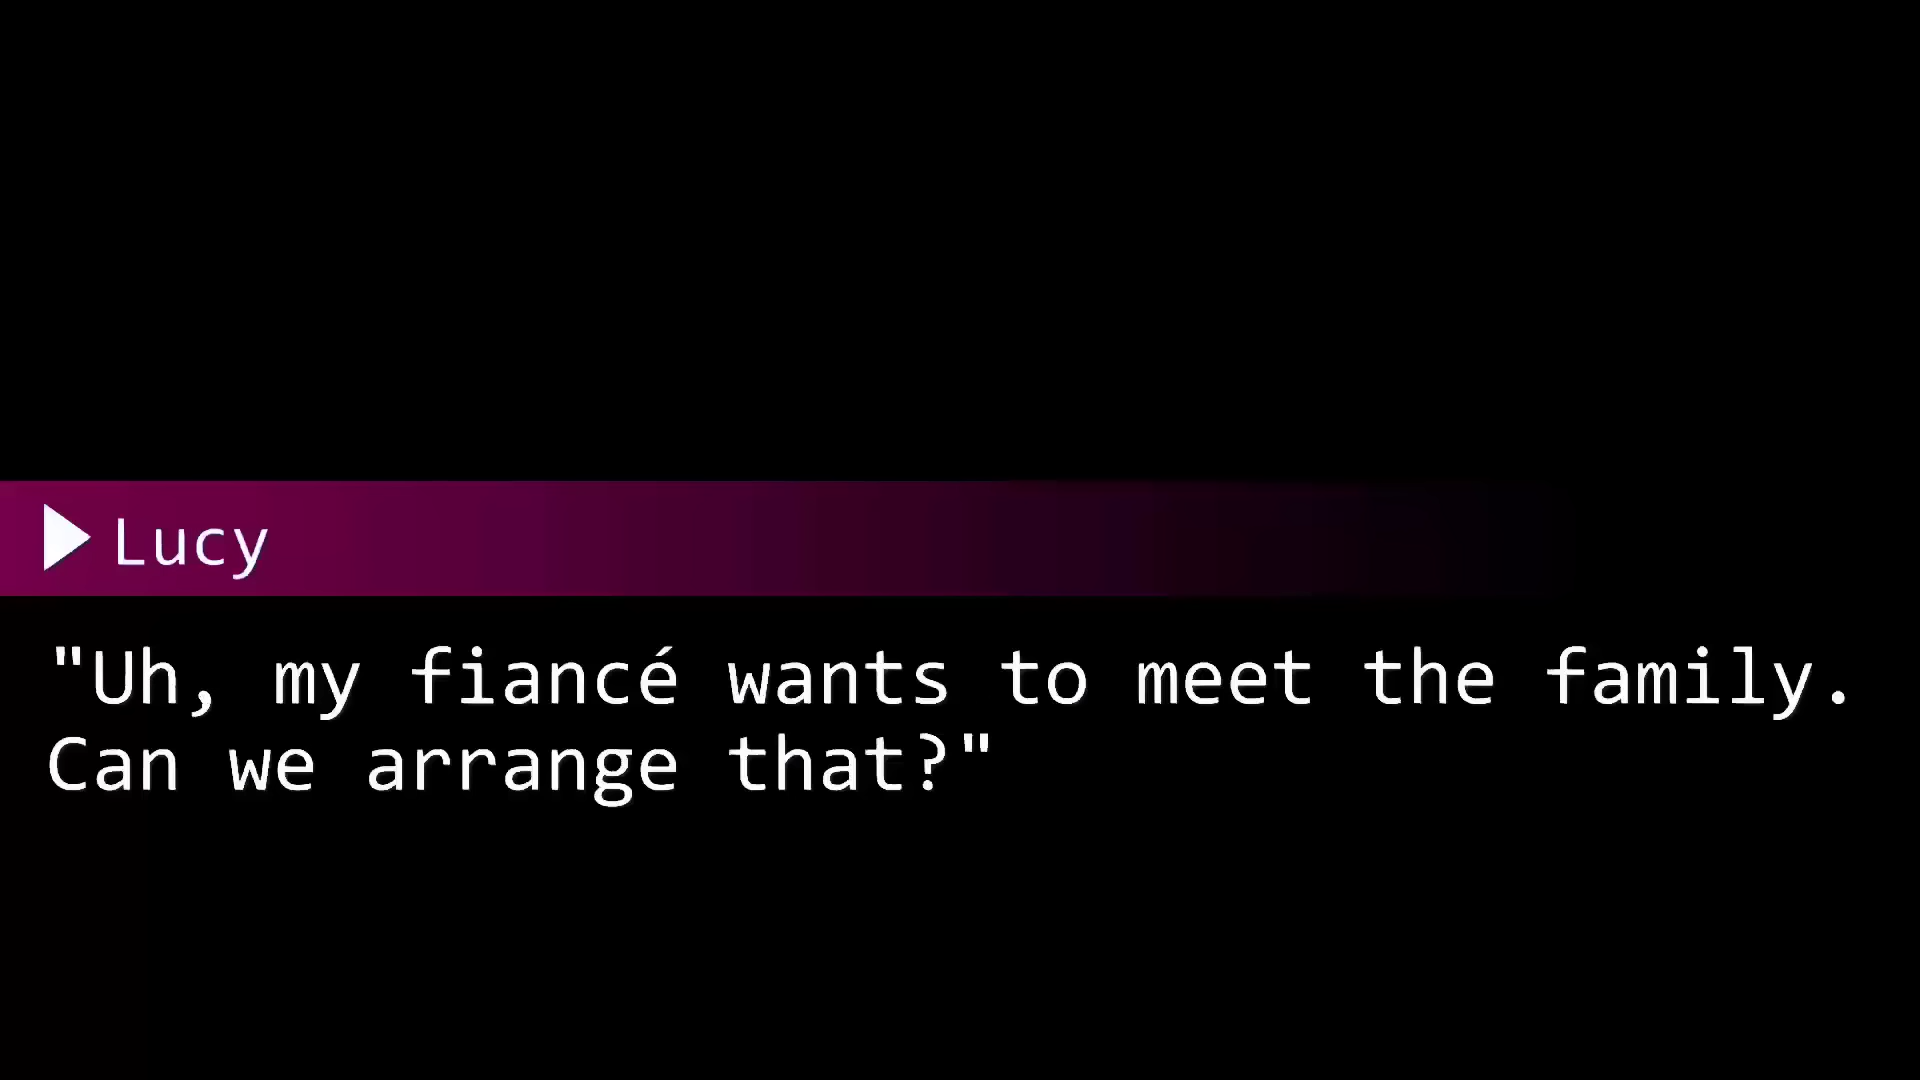 Lucy
"Uh, my fiancé wants to meet the family.
Can we arrange that?"